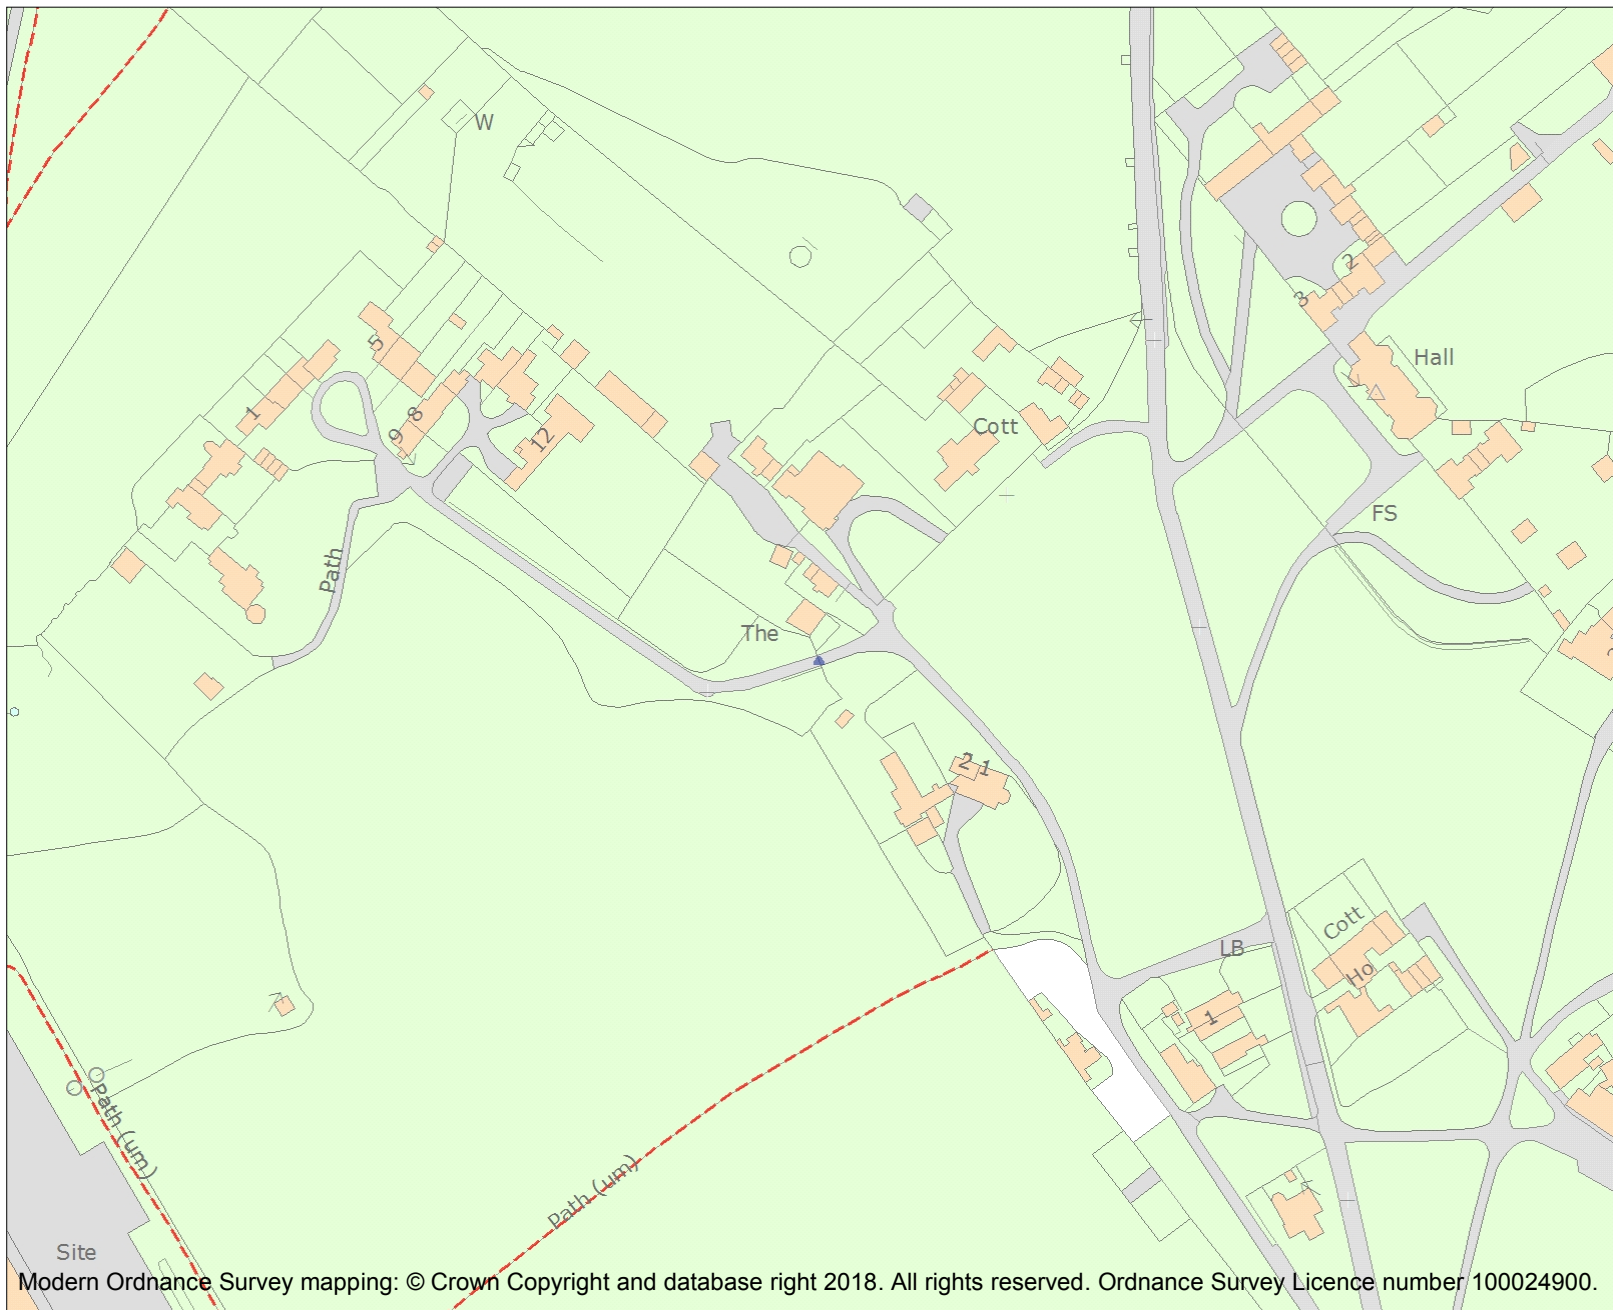 W
2
3
Hall
5
1
8
9
12
Cott
FS
Path
The
2 1
Cott
LB
Ho
1
Path (um)
Path (um)
Site
Modern Ordnance Survey mapping: © Crown Copyright and database right 2018. All rights reserved. Ordnance Survey Licence number 100024900.